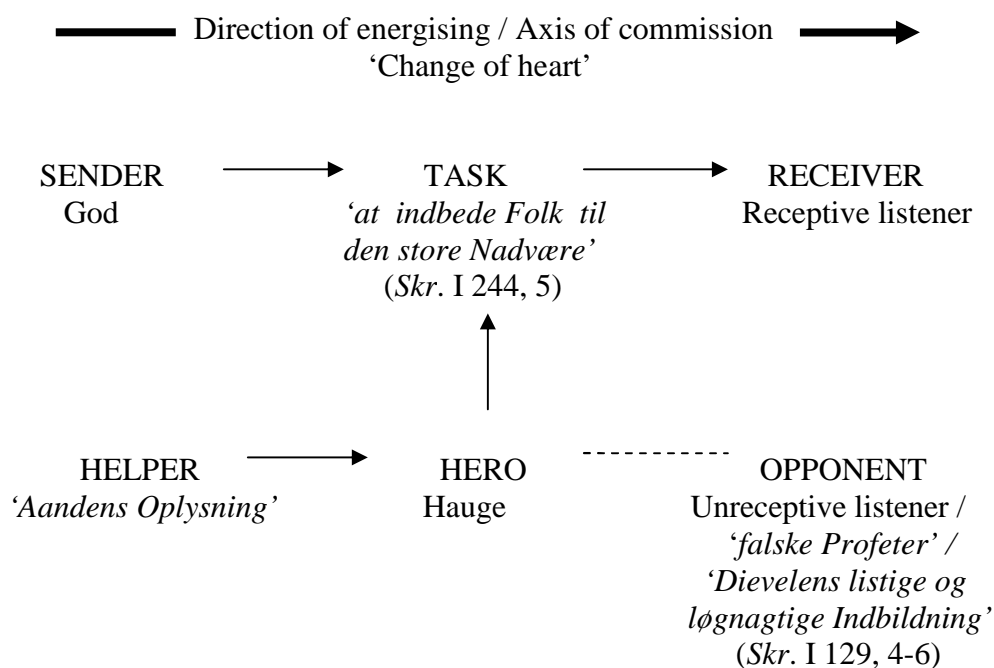 Direction of energising / Axis of commission
‘Change of heart’
SENDER
God
TASK
‘at indbede Folk til
den store Nadvære’
(Skr. I 244, 5)
RECEIVER
Receptive listener
HELPER
‘Aandens Oplysning’
HERO
Hauge
OPPONENT
Unreceptive listener /
‘falske Profeter’ /
‘Dievelens listige og
løgnagtige Indbildning’
(Skr. I 129, 4-6)